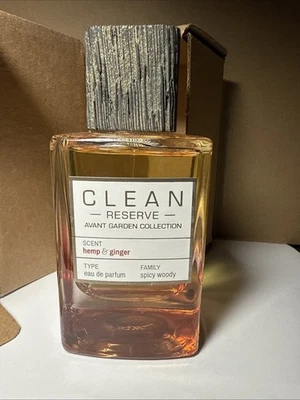 CLEAN
— RESERVE —
AVANT GARDEN COLLECTION
SCENT
hemp & ginger
TYPE FAMILY
eau de parfum spicy woody